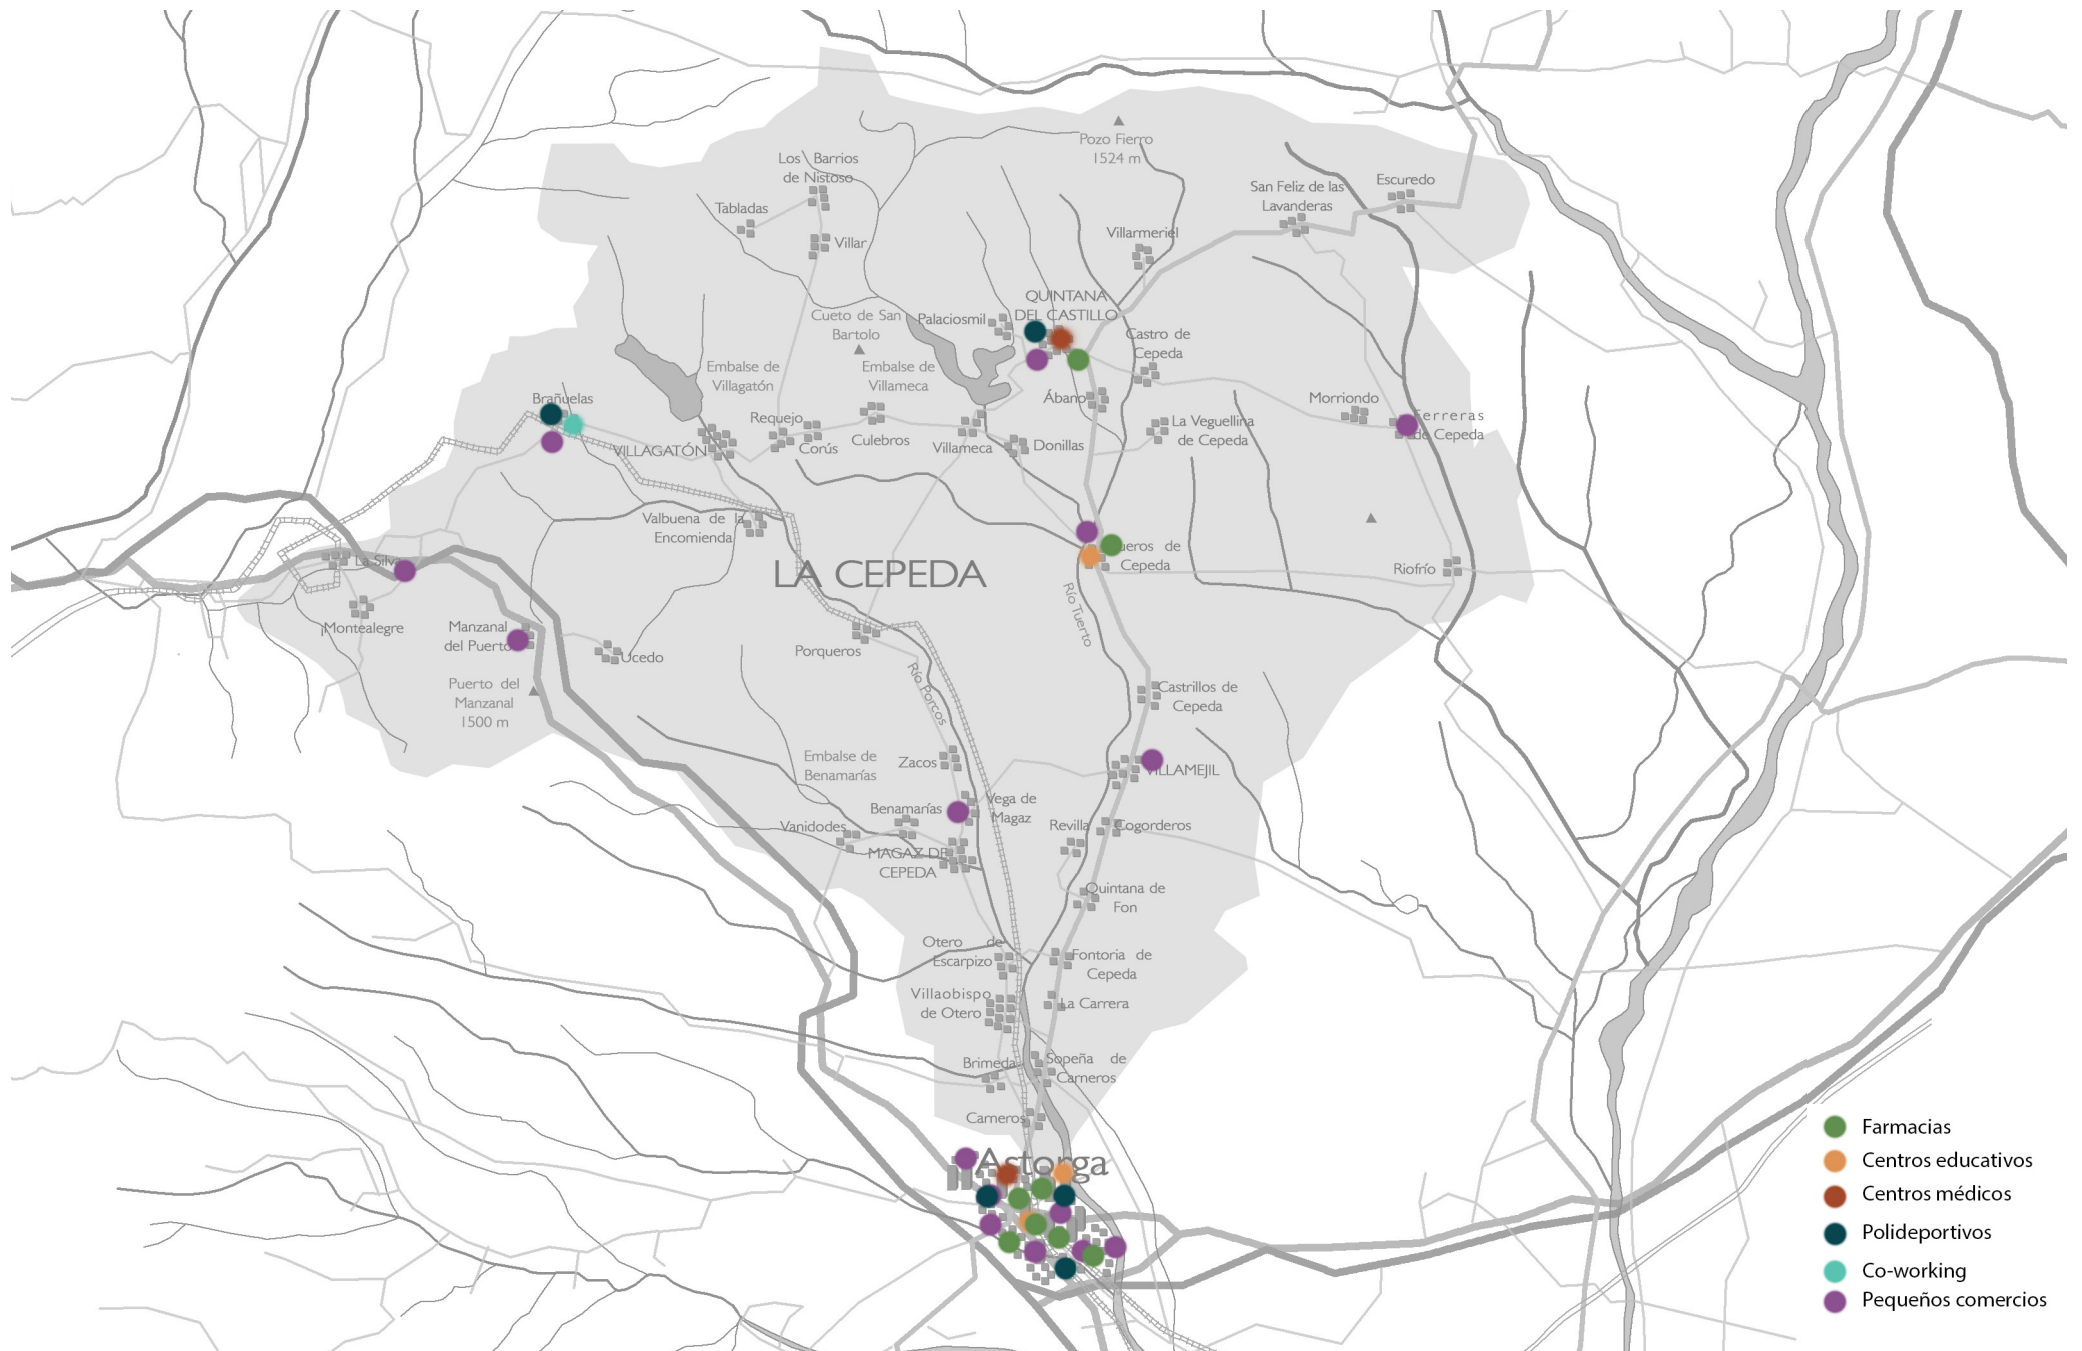 Pozo Fierro
1524 m
Los Barrios
de Nistoso
Tabladas
Villar
San Feliz de las
Lavanderas
Escuredo
Villarmeriel
QUINTANA
DEL CASTILLO
Palaciosmil
Cueto de San
Bartolo
Castro de
Cepeda
Embalse de
Villagatón
Embalse de
Villameca
Brañuelas
Ábano
Morriondo
Ferreras
de Cepeda
Requejo
Corús
Culebros
Villameca
Donillas
La Veguellina
de Cepeda
VILLAGATÓN
Valbuena de la
Encomienda
ueros de
Cepeda
La Silva
LA CEPEDA
Riofrío
Río Tuerto
Montealegre
Manzanal
del Puerto
Ucedo
Porqueros
Río Porcos
Puerto del
Manzanal
1500 m
Castrillos de
Cepeda
Embalse de
Benamarías
Zacos
VILLAMEJIL
Benamarías
Vega de
Magaz
Vanidodes
Revilla
Cogorderos
MAGAZ DE
CEPEDA
Quintana de
Fon
Otero de
Escarpizo
Fontoria de
Cepeda
Villaobispo
de Otero
La Carrera
Brimeda
Sopeña de
Carneros
Carneros
Astorga
Farmacias
Centros educativos
Centros médicos
Polideportivos
Co-working
Pequeños comercios